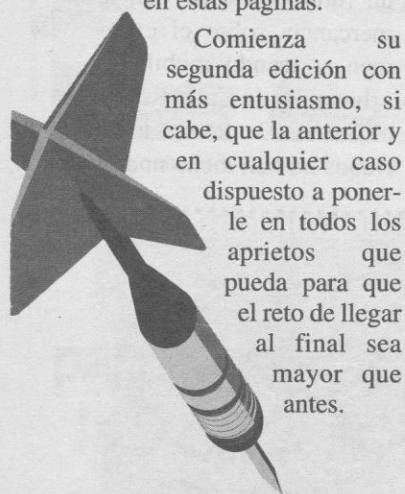 en estas páginas.
Comienza su
segunda edición con
más entusiasmo, si
cabe, que la anterior y
en cualquier caso
dispuesto a poner-
le en todos los
aprietos que
pueda para que
el reto de llegar
al final sea
mayor que
antes.